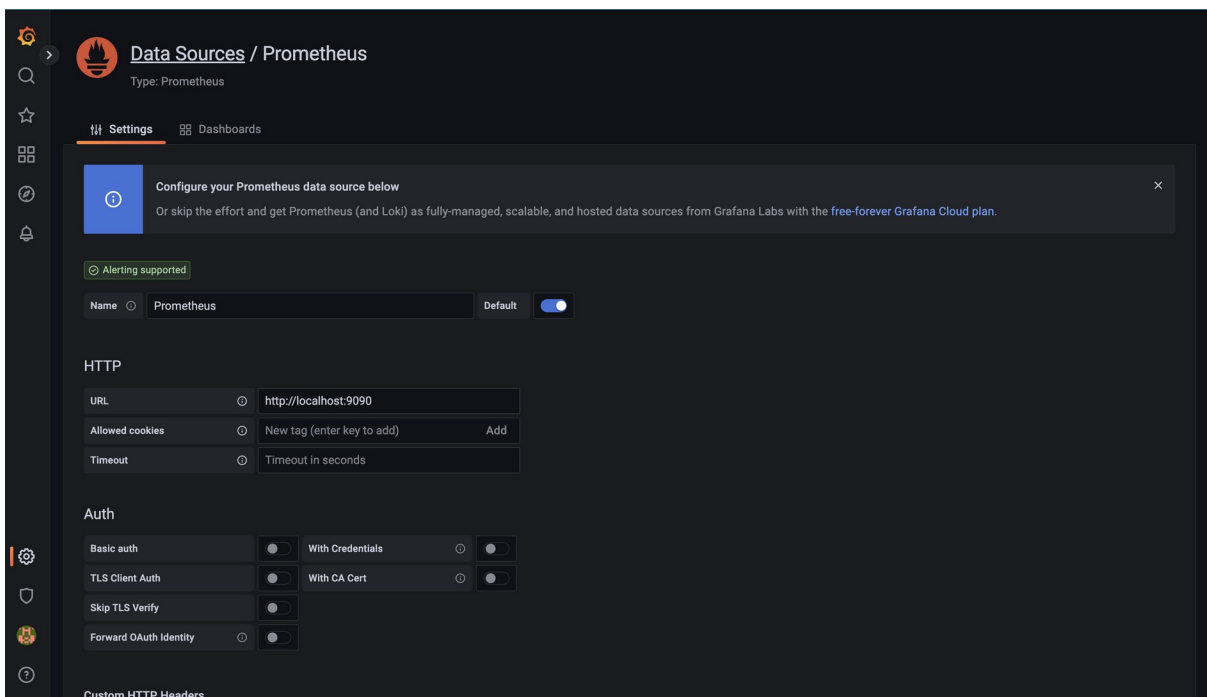 Data Sources / Prometheus
Type: Prometheus
Settings Dashboards
Configure your Prometheus data source below
Or skip the effort and get Prometheus (and Loki) as fully-managed, scalable, and hosted data sources from Grafana Labs with the free-forever Grafana Cloud plan.
Alerting supported
Name Prometheus Default
HTTP
URL http://localhost:9090
Allowed cookies New tag (enter key to add) Add
Timeout Timeout in seconds
Auth
Basic auth With Credentials
TLS Client Auth With CA Cert
Skip TLS Verify
Forward OAuth Identity
Custom HTTP Headers